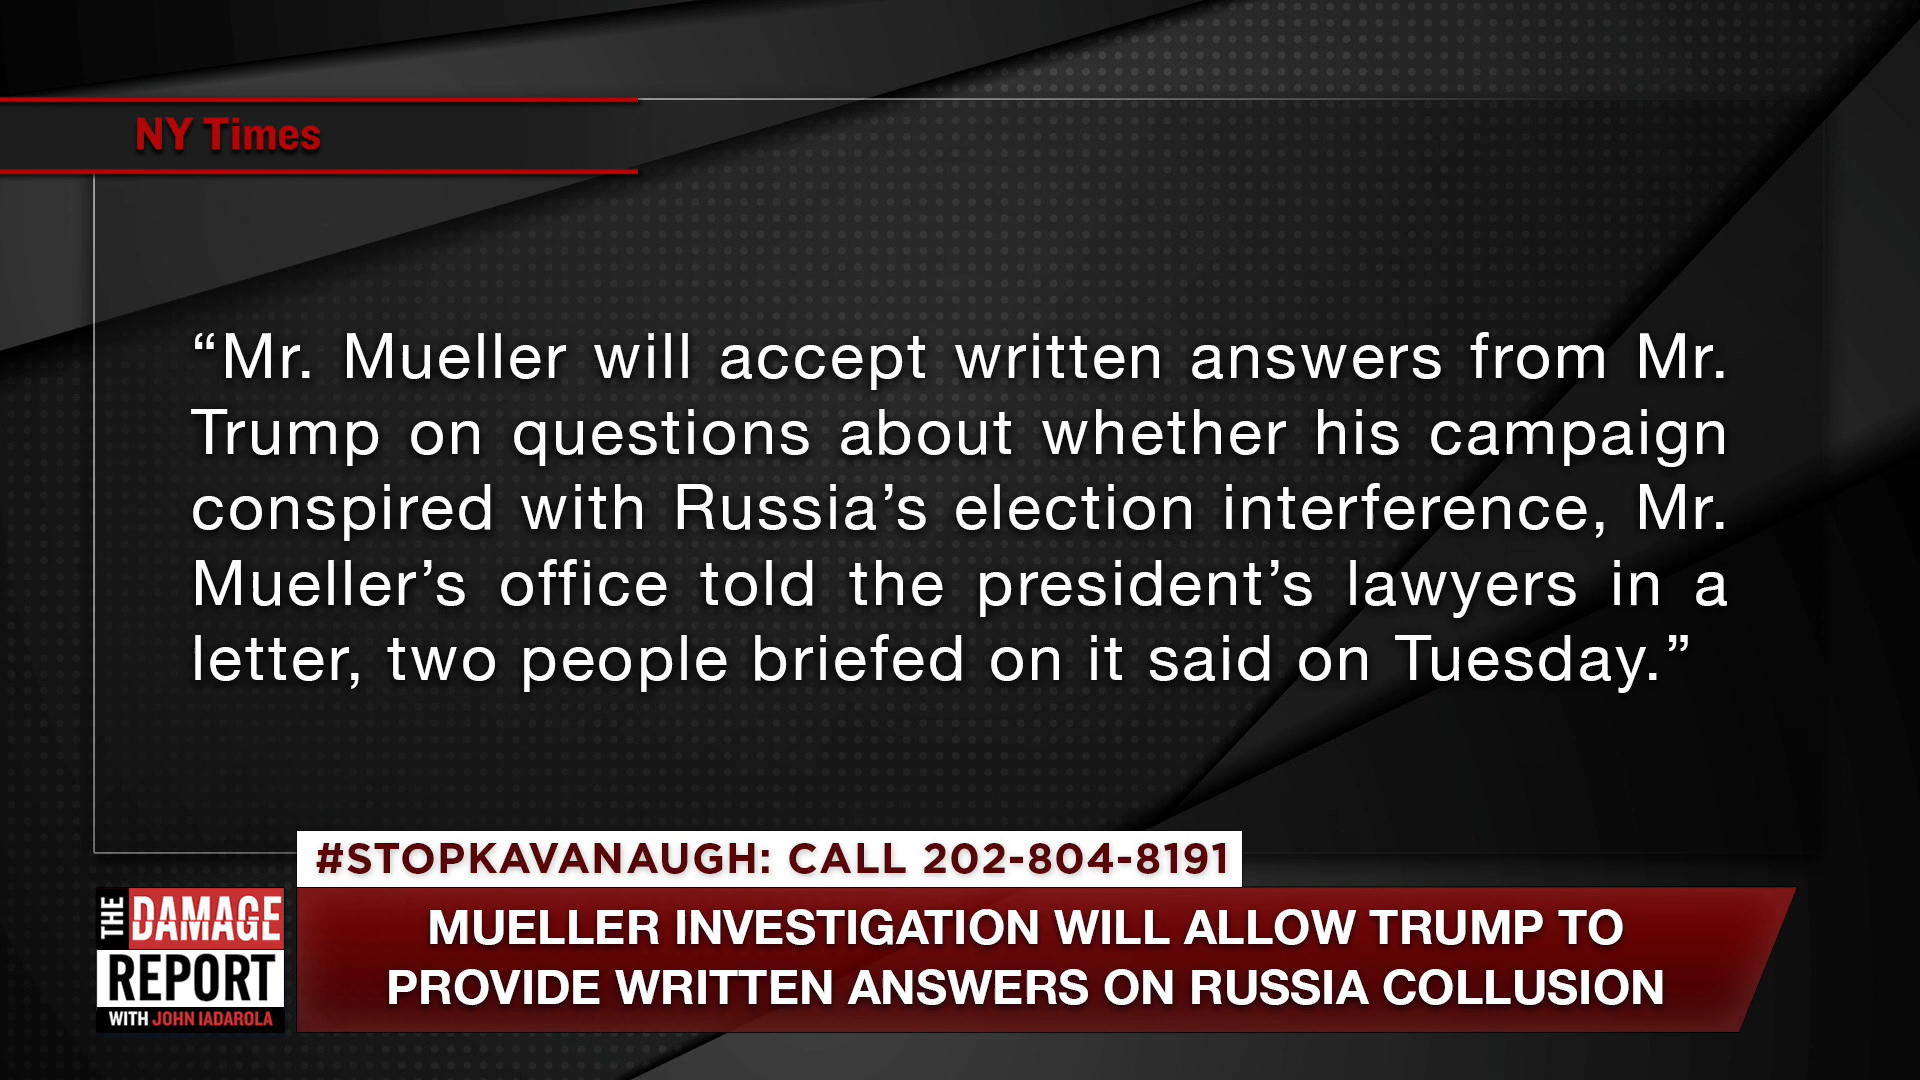 NY Times
“Mr. Mueller will accept written answers from Mr.
Trump on questions about whether his campaign
conspired with Russia’s election interference, Mr.
Mueller’s office told the president’s lawyers in a
letter, two people briefed on it said on Tuesday.”
#STOPKAVANAUGH: CALL 202-804-8191
MUELLER INVESTIGATION WILL ALLOW TRUMP TO
PROVIDE WRITTEN ANSWERS ON RUSSIA COLLUSION
THE DAMAGE
REPORT
WITH JOHN IADAROLA